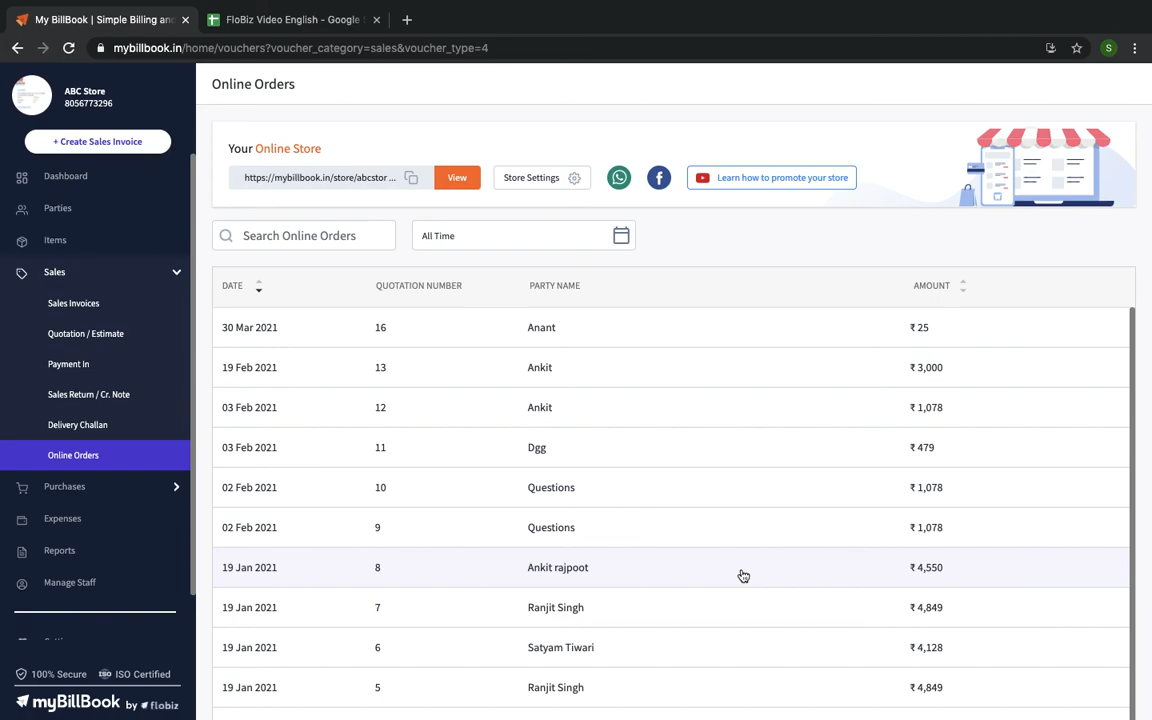 My BillBook | Simple Billing and
FloBiz Video English - Google
mybillbook.in/home/vouchers?voucher_category=sales&voucher_type=4
S
ABC Store
8056773296
+ Create Sales Invoice
Dashboard
Parties
Items
Sales
Sales Invoices
Quotation / Estimate
Payment In
Sales Return / Cr. Note
Delivery Challan
Online Orders
Purchases
Expenses
Reports
Manage Staff
100% Secure ISO ISO Certified
myBillBook by flobiz
Online Orders
Your Online Store
https://mybillbook.in/store/abcstor ... View Store Settings Learn how to promote your store
Search Online Orders All Time
DATE QUOTATION NUMBER PARTY NAME AMOUNT
30 Mar 2021 16 Anant ₹ 25
19 Feb 2021 13 Ankit ₹ 3,000
03 Feb 2021 12 Ankit ₹ 1,078
03 Feb 2021 11 Dgg ₹ 479
02 Feb 2021 10 Questions ₹ 1,078
02 Feb 2021 9 Questions ₹ 1,078
19 Jan 2021 8 Ankit rajpoot ₹ 4,550
19 Jan 2021 7 Ranjit Singh ₹ 4,849
19 Jan 2021 6 Satyam Tiwari ₹ 4,128
19 Jan 2021 5 Ranjit Singh ₹ 4,849